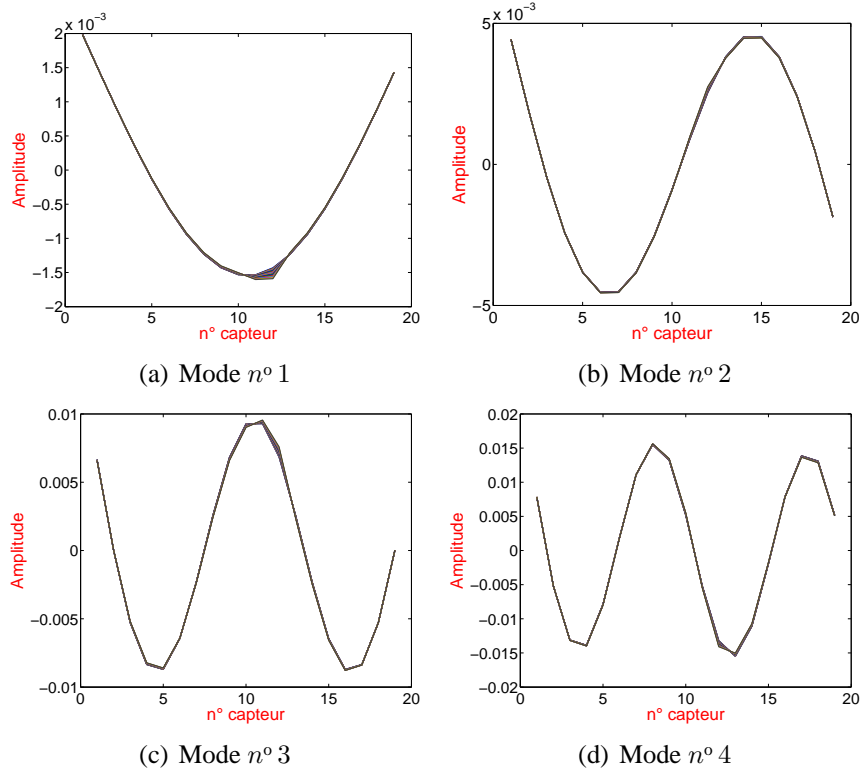 x 10⁻³
2
1.5
1
0.5
0
−0.5
−1
−1.5
−2
0 5 10 15 20
Amplitude
n° capteur
(a) Mode nº 1
x 10⁻³
5
0
−5
0 5 10 15 20
Amplitude
n° capteur
(b) Mode nº 2
0.01
0.005
0
−0.005
−0.01
0 5 10 15 20
Amplitude
n° capteur
(c) Mode nº 3
0.02
0.015
0.01
0.005
0
−0.005
−0.01
−0.015
−0.02
0 5 10 15 20
Amplitude
n° capteur
(d) Mode nº 4